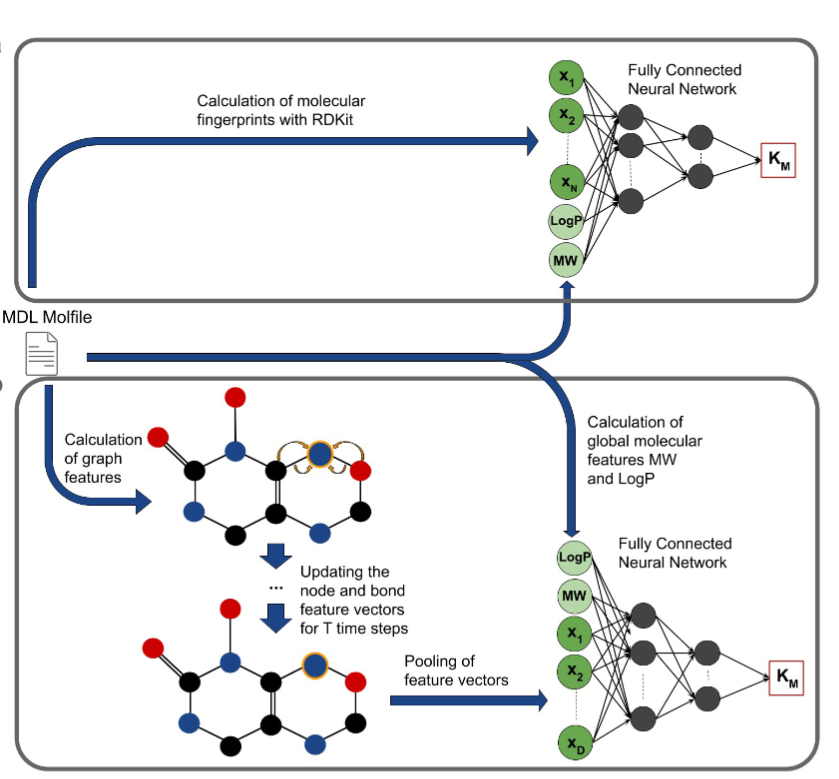 Calculation of molecular
fingerprints with RDKit
Fully Connected
Neural Network
x1
x2
xN
LogP
MW
KM
MDL Molfile
Calculation
of graph
features
Calculation of
global molecular
features MW
and LogP
... Updating the
node and bond
feature vectors
for T time steps
Pooling of
feature vectors
Fully Connected
Neural Network
LogP
MW
x1
x2
xD
KM